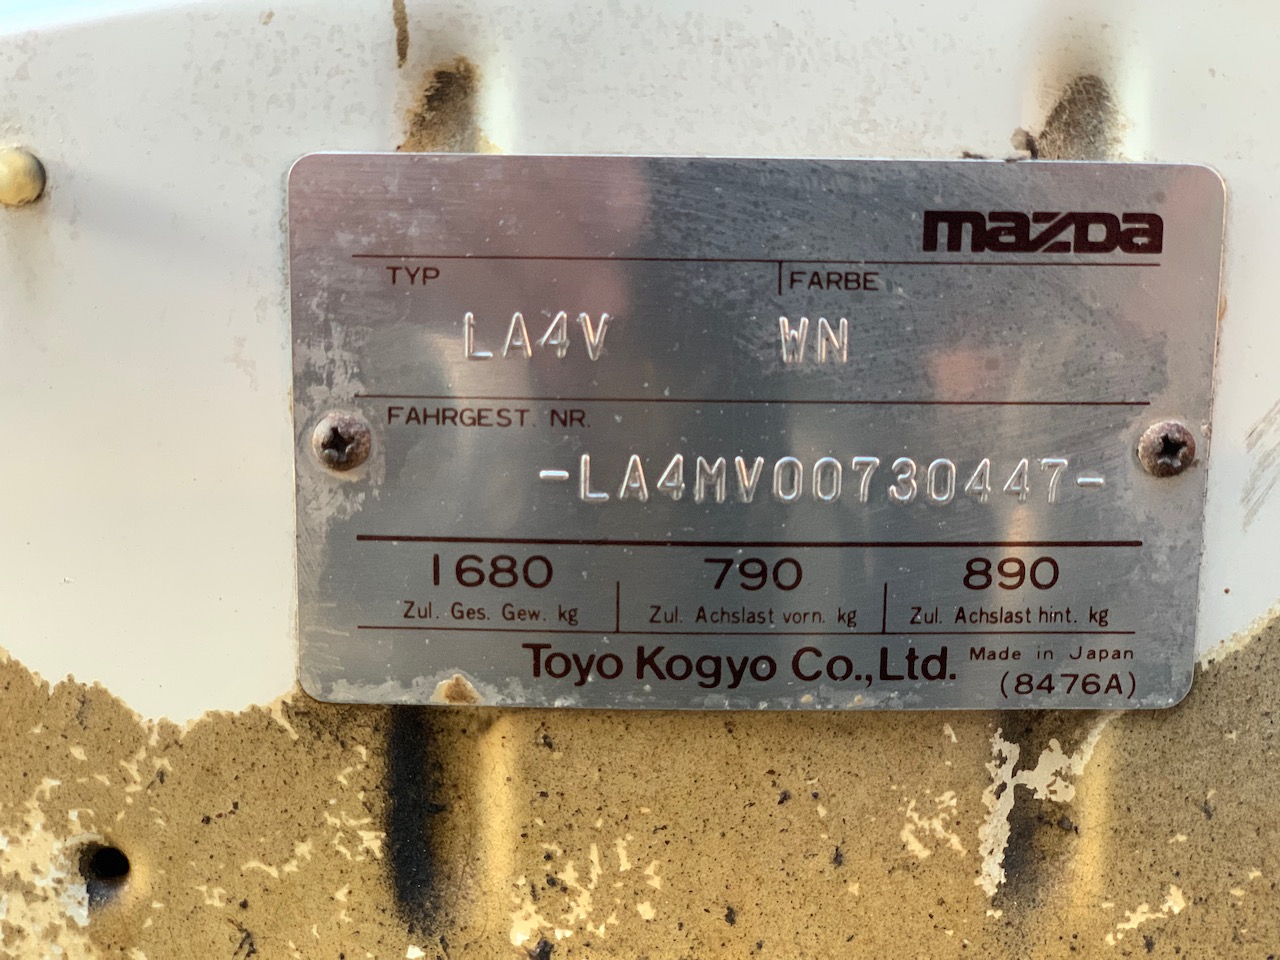 mazda
TYP FARBE
LA4V WN
FAHRGEST. NR.
-LA4MV00730447-
1680 790 890
Zul. Ges. Gew. kg Zul. Achslast vorn. kg Zul. Achslast hint. kg
Toyo Kogyo Co., Ltd. Made in Japan
(8476A)